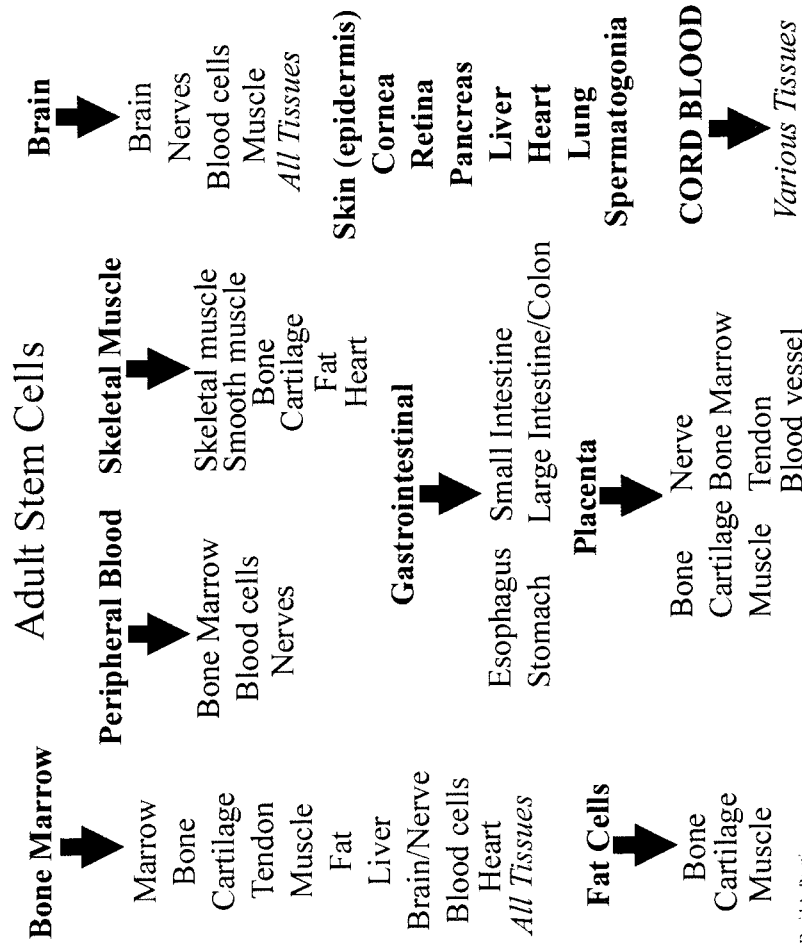 Adult Stem Cells
Bone Marrow
Marrow
Bone
Cartilage
Tendon
Muscle
Fat
Liver
Brain/Nerve
Blood cells
Heart
All Tissues
Peripheral Blood
Bone Marrow
Blood cells
Nerves
Skeletal Muscle
Skeletal muscle
Smooth muscle
Bone
Cartilage
Fat
Heart
Brain
Brain
Nerves
Blood cells
Muscle
All Tissues
Gastrointestinal
Esophagus Small Intestine
Stomach Large Intestine/Colon
Skin (epidermis)
Cornea
Retina
Pancreas
Liver
Heart
Lung
Spermatogonia
Fat Cells
Bone
Cartilage
Muscle
Placenta
Bone Nerve
Cartilage Bone Marrow
Muscle Tendon
Blood vessel
CORD BLOOD
Various Tissues